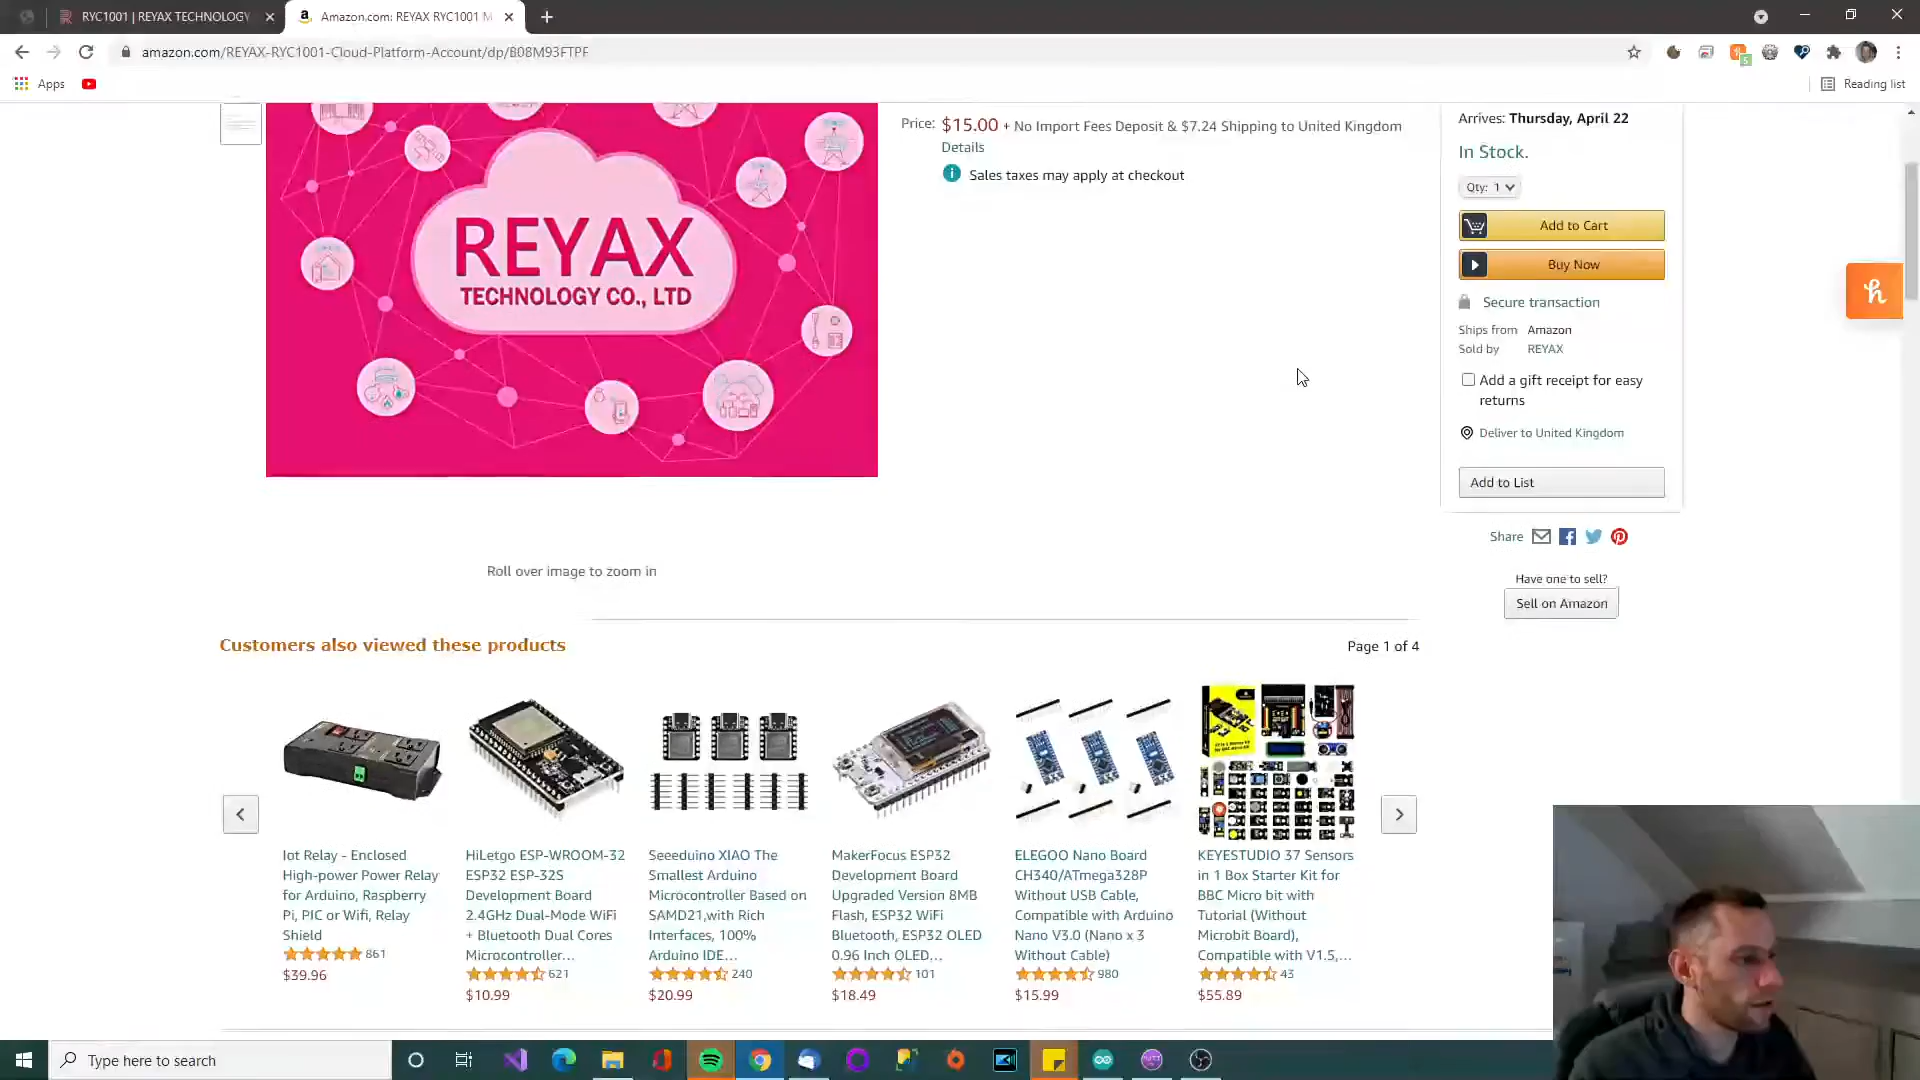 RYC1001 | REYAX TECHNOLOGY
Amazon.com: REYAX RYC1001 M
amazon.com/REYAX-RYC1001-Cloud-Platform-Account/dp/B08M93FTPF
5
Apps
Reading list
REYAX
TECHNOLOGY CO., LTD
Roll over image to zoom in
Price: $15.00 + No Import Fees Deposit & $7.24 Shipping to United Kingdom
Details
Sales taxes may apply at checkout
Arrives: Thursday, April 22
In Stock.
Qty: 1
Add to Cart
Buy Now
Secure transaction
Ships from Amazon
Sold by REYAX
Add a gift receipt for easy
returns
Deliver to United Kingdom
Add to List
Share
Have one to sell?
Sell on Amazon
Customers also viewed these products
Page 1 of 4
Iot Relay - Enclosed
High-power Power Relay
for Arduino, Raspberry
Pi, PIC or Wifi, Relay
Shield
861
$39.96
HiLetgo ESP-WROOM-32
ESP32 ESP-32S
Development Board
2.4GHz Dual-Mode WiFi
+ Bluetooth Dual Cores
Microcontroller...
621
$10.99
Seeeduino XIAO The
Smallest Arduino
Microcontroller Based on
SAMD21,with Rich
Interfaces, 100%
Arduino IDE...
240
$20.99
MakerFocus ESP32
Development Board
Upgraded Version 8MB
Flash, ESP32 WiFi
Bluetooth, ESP32 OLED
0.96 Inch OLED,...
101
$18.49
ELEGOO Nano Board
CH340/ATmega328P
Without USB Cable,
Compatible with Arduino
Nano V3.0 (Nano x 3
Without Cable)
980
$15.99
KEYESTUDIO 37 Sensors
in 1 Box Starter Kit for
BBC Micro bit with
Tutorial (Without
Microbit Board),
Compatible with V1.5,...
43
$55.89
Type here to search